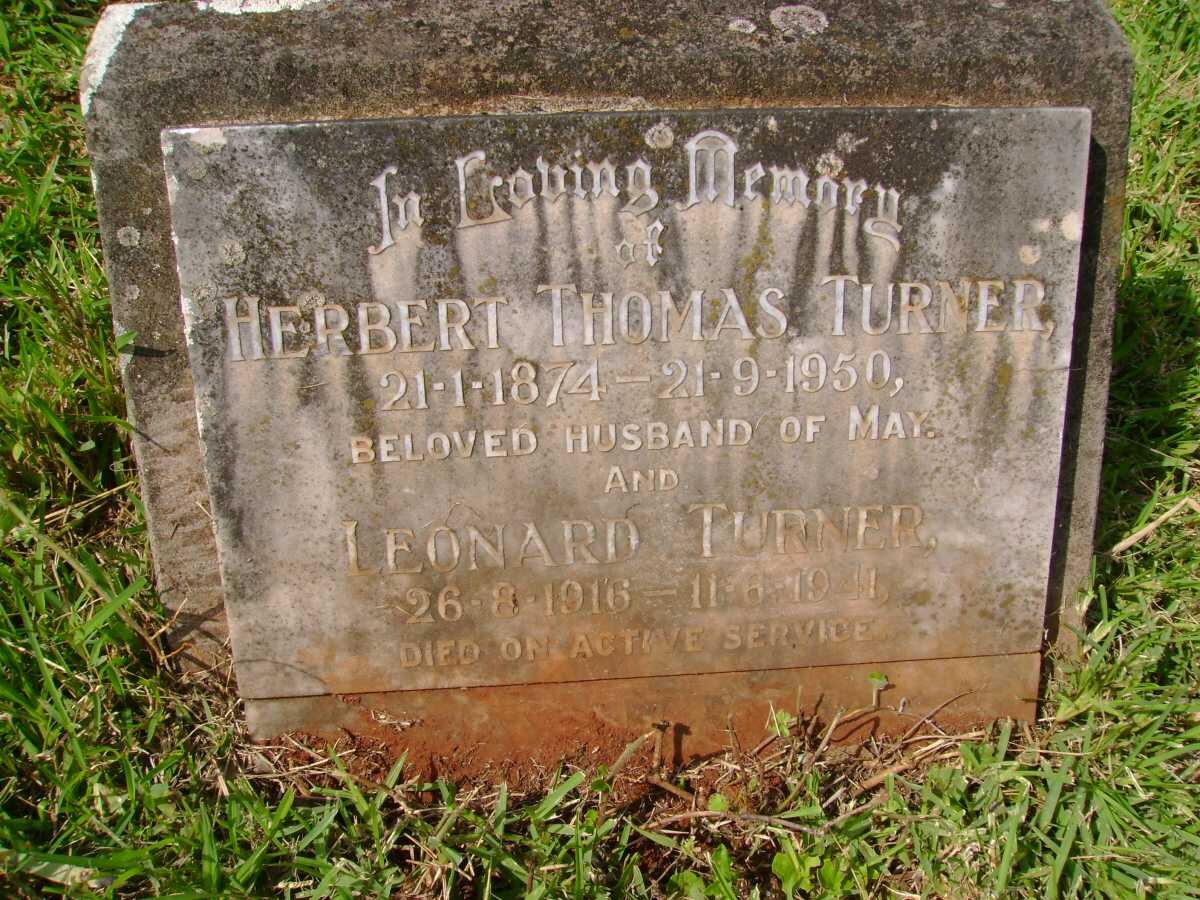 In Loving Memory
of
HERBERT THOMAS TURNER,
21·1·1874 — 21·9·1950,
BELOVED HUSBAND OF MAY.
AND
LEONARD TURNER,
26·8·1916 — 11·6·1941,
DIED ON ACTIVE SERVICE.